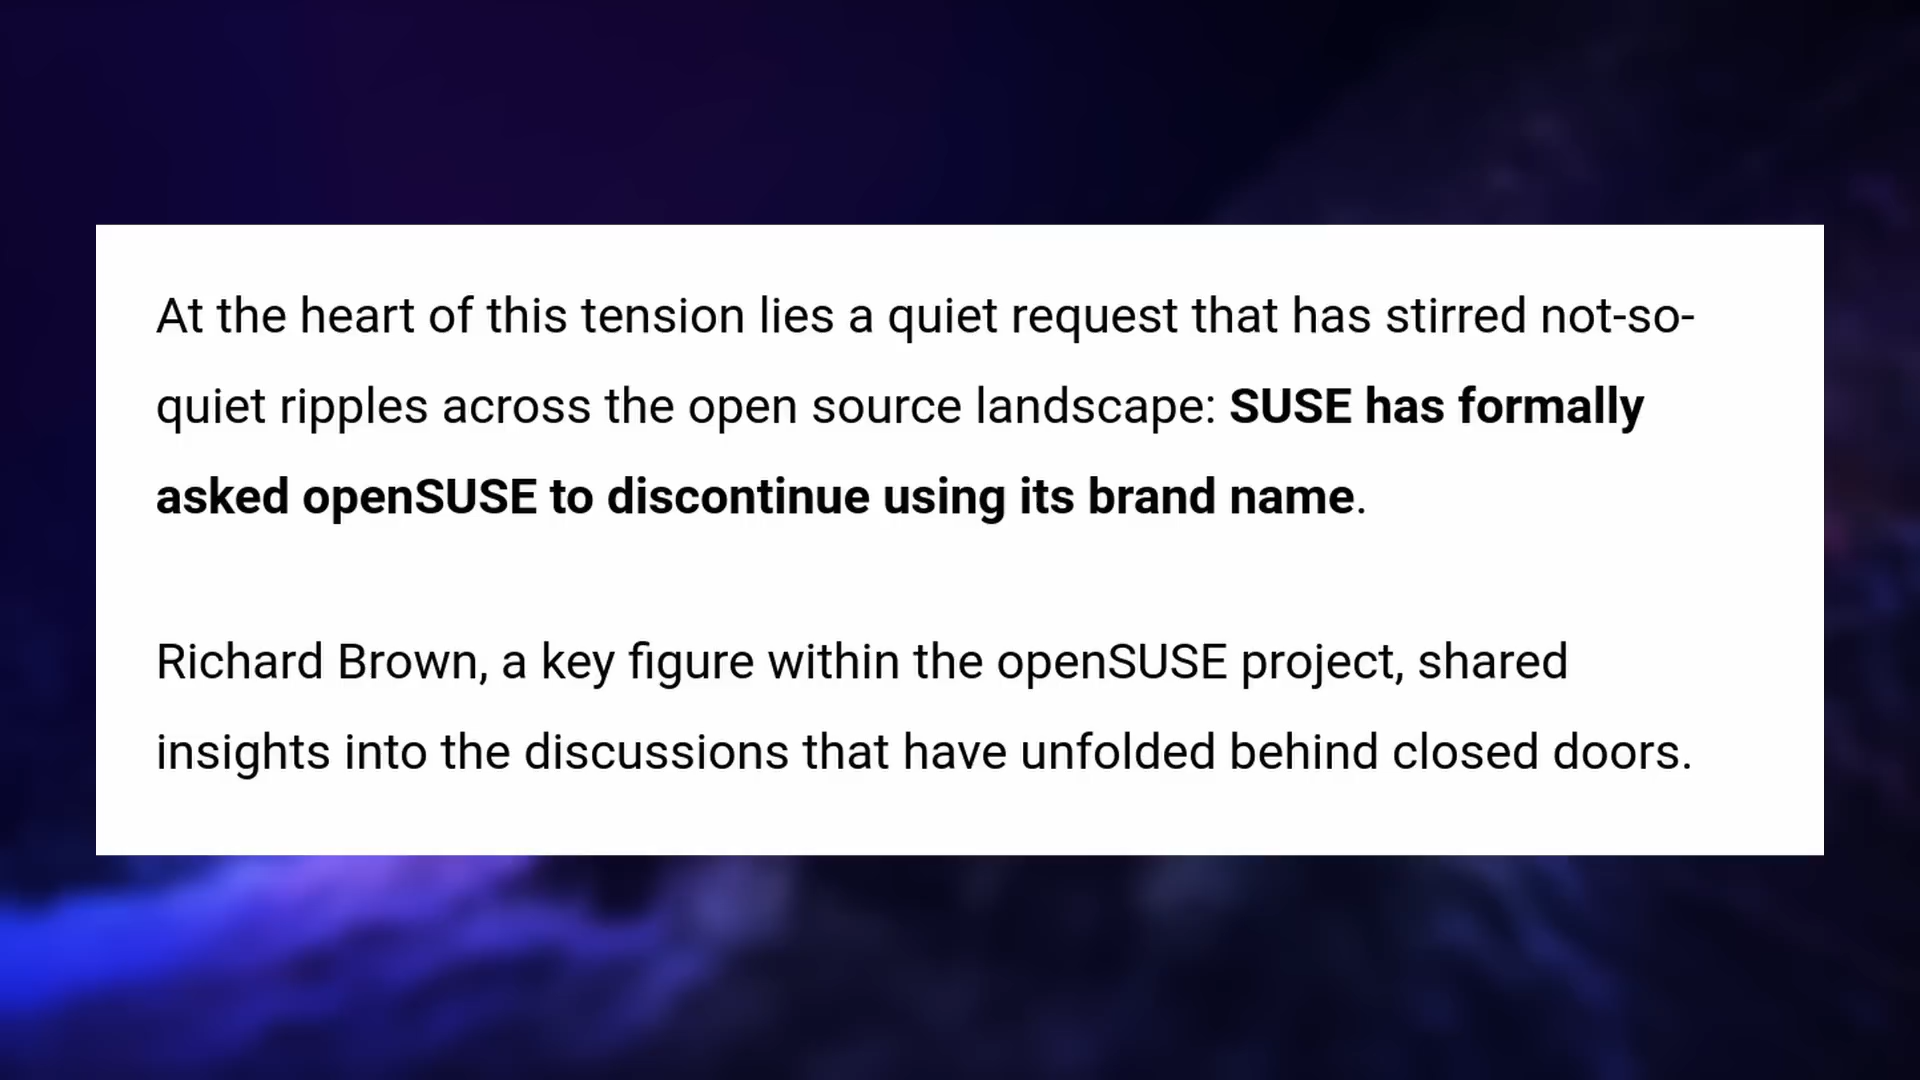 At the heart of this tension lies a quiet request that has stirred not-so-
quiet ripples across the open source landscape: SUSE has formally
asked openSUSE to discontinue using its brand name.
Richard Brown, a key figure within the openSUSE project, shared
insights into the discussions that have unfolded behind closed doors.